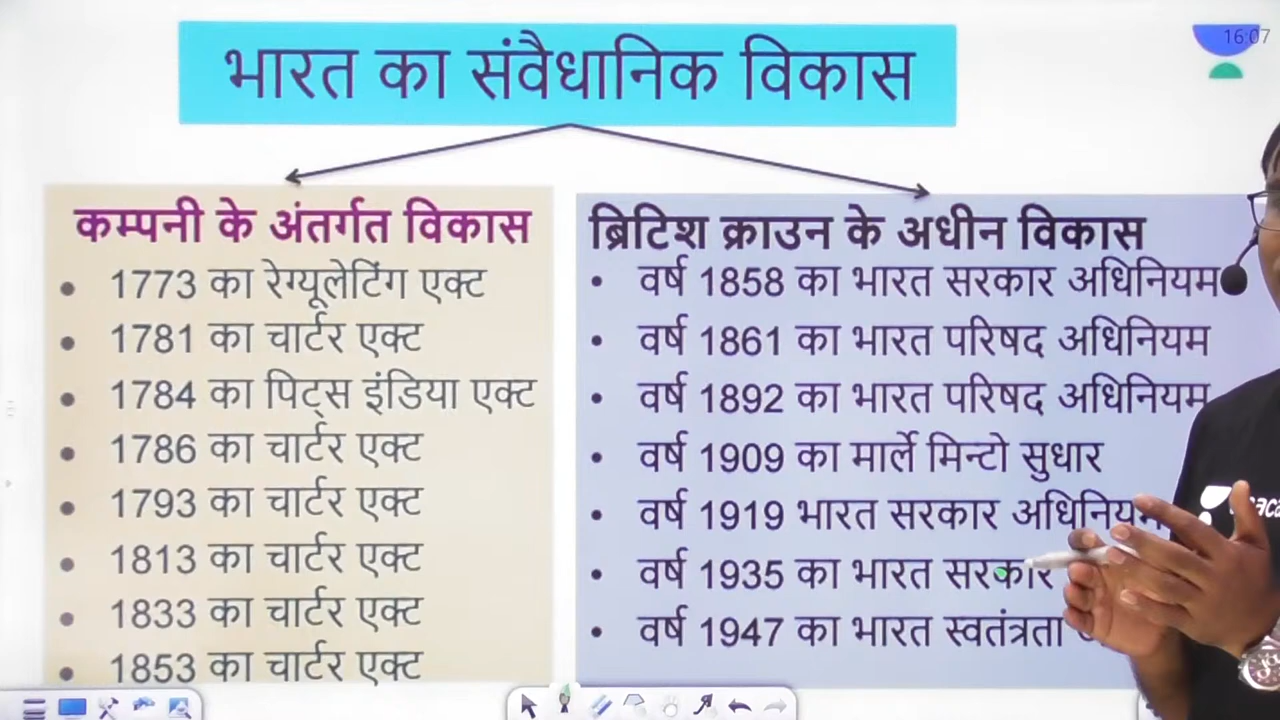 भारत का संवैधानिक विकास
16:07
कम्पनी के अंतर्गत विकास
1773 का रेग्यूलेटिंग एक्ट
1781 का चार्टर एक्ट
1784 का पिट्स इंडिया एक्ट
1786 का चार्टर एक्ट
1793 का चार्टर एक्ट
1813 का चार्टर एक्ट
1833 का चार्टर एक्ट
1853 का चार्टर एक्ट
ब्रिटिश क्राउन के अधीन विकास
वर्ष 1858 का भारत सरकार अधिनियम
वर्ष 1861 का भारत परिषद अधिनियम
वर्ष 1892 का भारत परिषद अधिनियम
वर्ष 1909 का मार्ले मिन्टो सुधार
वर्ष 1919 भारत सरकार अधिनियम
वर्ष 1935 का भारत सरकार
वर्ष 1947 का भारत स्वतंत्रता